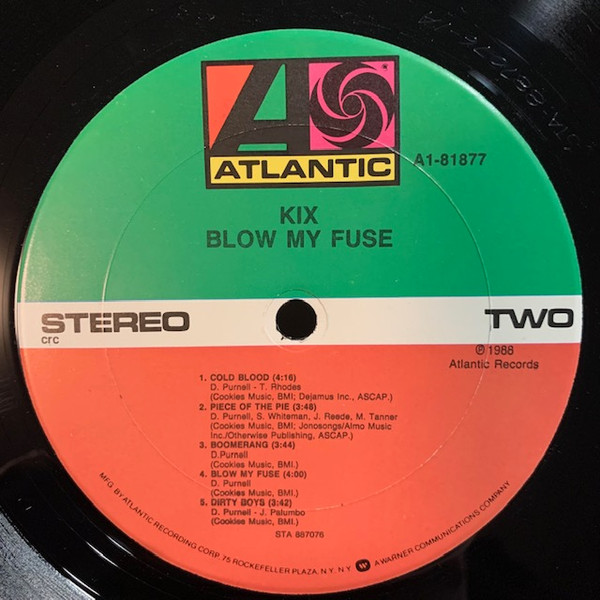 ATLANTIC
A1-81877
KIX
BLOW MY FUSE
STEREO
TWO
crc
℗ 1988
Atlantic Records
1. COLD BLOOD (4:16)
D. Purnell - T. Rhodes
(Cookies Music, BMI; Dejamus Inc., ASCAP.)
2. PIECE OF THE PIE (3:48)
D. Purnell, S. Whiteman, J. Reede, M. Tanner
(Cookies Music, BMI; Jonosongs/Almo Music
Inc./Otherwise Publishing, ASCAP.)
3. BOOMERANG (3:44)
D.Purnell
(Cookies Music, BMI.)
4. BLOW MY FUSE (4:00)
D. Purnell
(Cookies Music, BMI.)
5. DIRTY BOYS (3:42)
D. Purnell - J. Palumbo
(Cookies Music, BMI.)
STA 887076
MFG. BY ATLANTIC RECORDING CORP. 75 ROCKEFELLER PLAZA, N.Y. N.Y. A WARNER COMMUNICATIONS COMPANY